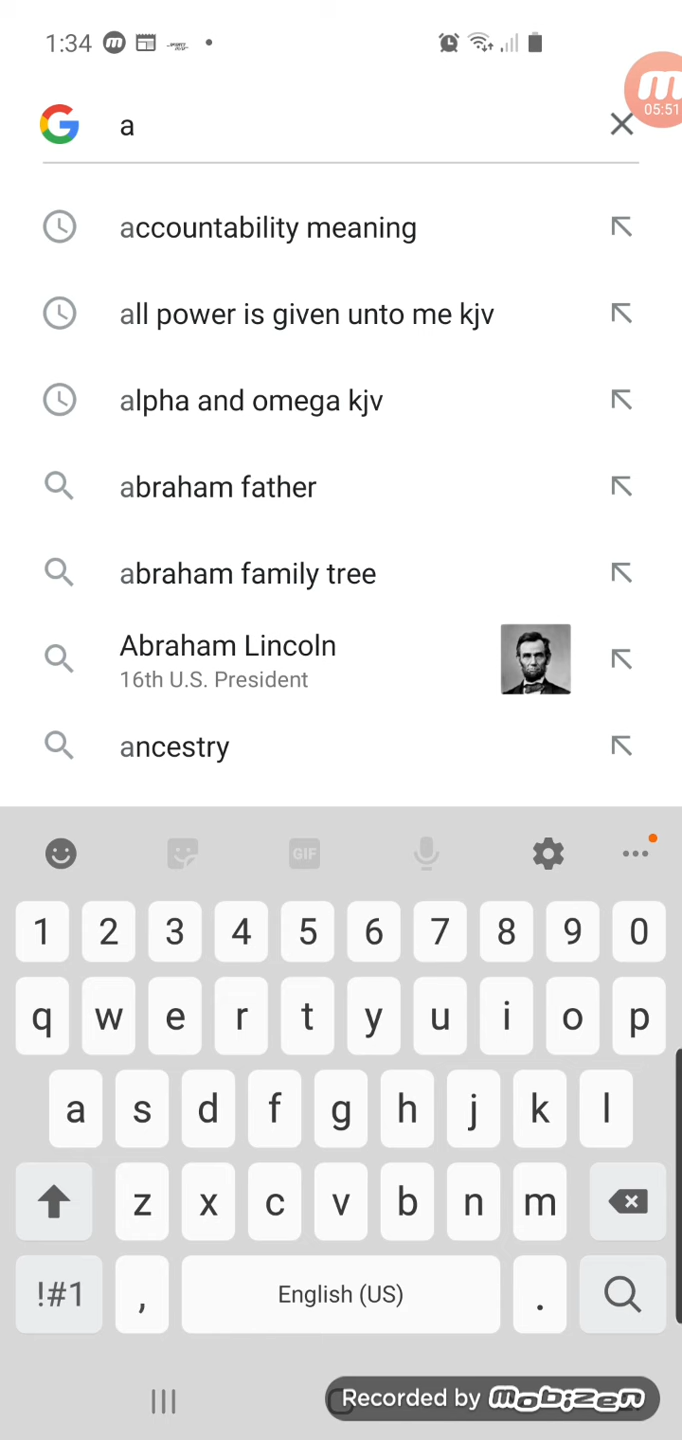 1:34
05:51
a
accountability meaning
all power is given unto me kjv
alpha and omega kjv
abraham father
abraham family tree
Abraham Lincoln
16th U.S. President
ancestry
GIF
1 2 3 4 5 6 7 8 9 0
q w e r t y u i o p
a s d f g h j k l
z x c v b n m
!#1 , English (US) .
Recorded by mobizen